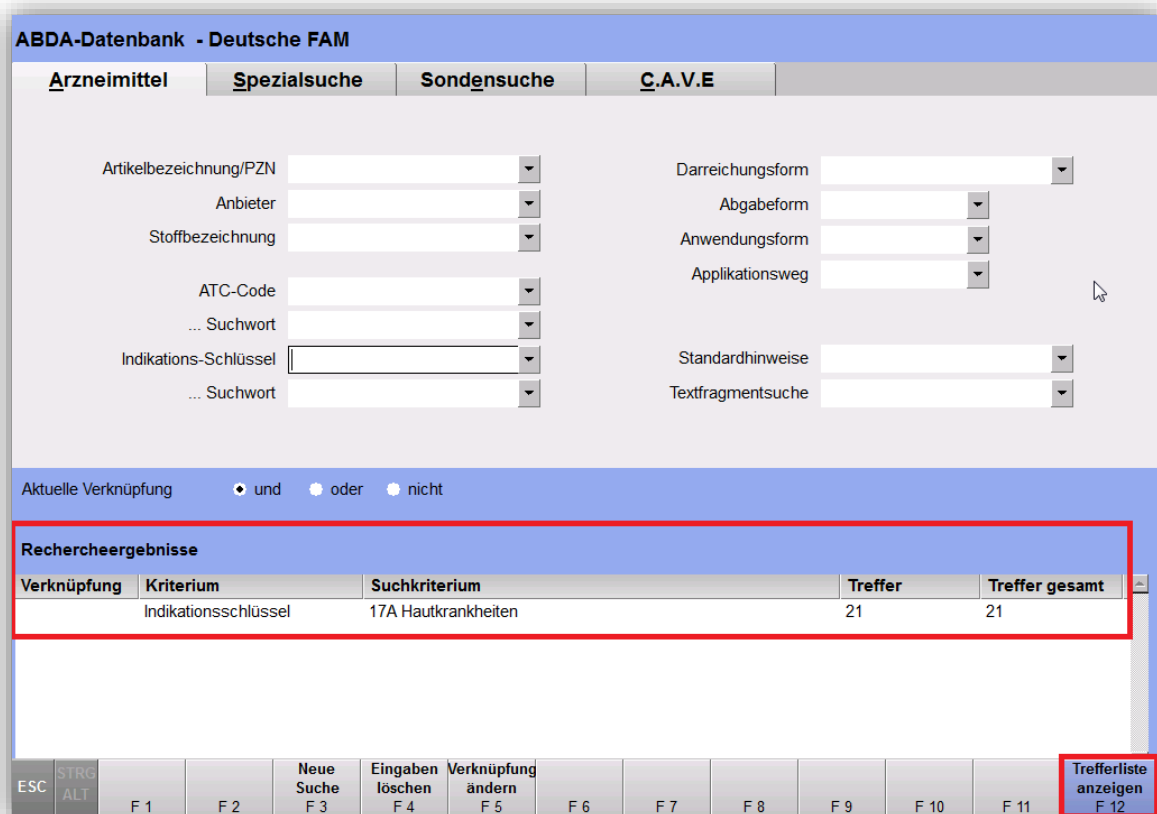 ABDA-Datenbank - Deutsche FAM
Arzneimittel Spezialsuche Sondensuche C.A.V.E
Artikelbezeichnung/PZN Darreichungsform
Anbieter Abgabeform
Stoffbezeichnung Anwendungsform
Applikationsweg
ATC-Code
... Suchwort
Indikations-Schlüssel Standardhinweise
... Suchwort Textfragmentsuche
Aktuelle Verknüpfung und oder nicht
Rechercheergebnisse
Verknüpfung Kriterium Suchkriterium Treffer Treffer gesamt
Indikationsschlüssel 17A Hautkrankheiten 21 21
ESC STRG ALT F 1 F 2 Neue Suche F 3 Eingaben löschen F 4 Verknüpfung ändern F 5 F 6 F 7 F 8 F 9 F 10 F 11 Trefferliste anzeigen F 12